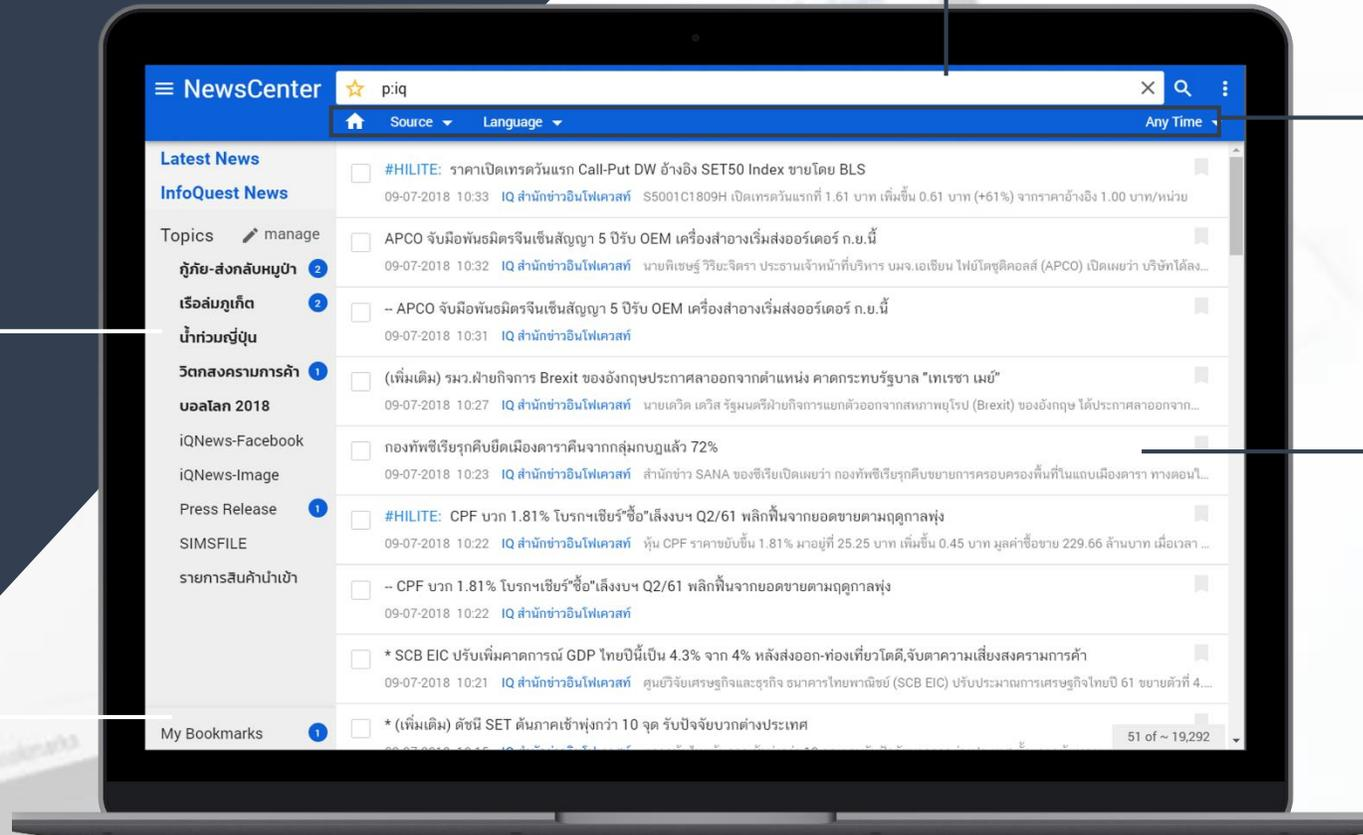 NewsCenter
p:iq
Source
Language
Any Time
Latest News
InfoQuest News
Topics
manage
กู้ภัย-ส่งกลับหมูป่า 2
เรือล่มภูเก็ต 2
น้ำท่วมญี่ปุ่น
วิตกสงครามการค้า 1
บอลโลก 2018
iQNews-Facebook
iQNews-Image
Press Release 1
SIMSFILE
รายการสินค้านำเข้า
My Bookmarks 1
#HILITE: ราคาเปิดเทรดวันแรก Call-Put DW อ้างอิง SET50 Index ขายโดย BLS
09-07-2018 10:33 IQ สำนักข่าวอินโฟเควสท์ S5001C1809H เปิดเทรดวันแรกที่ 1.61 บาท เพิ่มขึ้น 0.61 บาท (+61%) จากราคาอ้างอิง 1.00 บาท/หน่วย
APCO จับมือพันธมิตรจีนเซ็นสัญญา 5 ปีรับ OEM เครื่องสำอางเริ่มส่งออร์เดอร์ ก.ย.นี้
09-07-2018 10:32 IQ สำนักข่าวอินโฟเควสท์ นายพิเชษฐ์ วิริยะจิตรา ประธานเจ้าหน้าที่บริหาร บมจ.เอเชียน ไฟย์โตซูติคอลส์ (APCO) เปิดเผยว่า บริษัทได้ลง...
-- APCO จับมือพันธมิตรจีนเซ็นสัญญา 5 ปีรับ OEM เครื่องสำอางเริ่มส่งออร์เดอร์ ก.ย.นี้
09-07-2018 10:31 IQ สำนักข่าวอินโฟเควสท์
(เพิ่มเติม) รมว.ฝ่ายกิจการ Brexit ของอังกฤษประกาศลาออกจากตำแหน่ง คาดกระทบรัฐบาล "เทเรซา เมย์"
09-07-2018 10:27 IQ สำนักข่าวอินโฟเควสท์ นายเดวิด เดวิส รัฐมนตรีฝ่ายกิจการแยกตัวออกจากสหภาพยุโรป (Brexit) ของอังกฤษ ได้ประกาศลาออกจาก...
กองทัพซีเรียรุกคืบยึดเมืองดาราคืนจากกลุ่มกบฏแล้ว 72%
09-07-2018 10:23 IQ สำนักข่าวอินโฟเควสท์ สำนักข่าว SANA ของซีเรียเปิดเผยว่า กองทัพซีเรียรุกคืบขยายการครอบครองพื้นที่ในแถบเมืองดารา ทางตอนใ...
#HILITE: CPF บวก 1.81% โบรกฯเชียร์"ซื้อ"เล็งงบฯ Q2/61 พลิกฟื้นจากยอดขายตามฤดูกาลพุ่ง
09-07-2018 10:22 IQ สำนักข่าวอินโฟเควสท์ หุ้น CPF ราคาขยับขึ้น 1.81% มาอยู่ที่ 25.25 บาท เพิ่มขึ้น 0.45 บาท มูลค่าซื้อขาย 229.66 ล้านบาท เมื่อเวลา ...
-- CPF บวก 1.81% โบรกฯเชียร์"ซื้อ"เล็งงบฯ Q2/61 พลิกฟื้นจากยอดขายตามฤดูกาลพุ่ง
09-07-2018 10:22 IQ สำนักข่าวอินโฟเควสท์
* SCB EIC ปรับเพิ่มคาดการณ์ GDP ไทยปีนี้เป็น 4.3% จาก 4% หลังส่งออก-ท่องเที่ยวโตดี,จับตาความเสี่ยงสงครามการค้า
09-07-2018 10:21 IQ สำนักข่าวอินโฟเควสท์ ศูนย์วิจัยเศรษฐกิจและธุรกิจ ธนาคารไทยพาณิชย์ (SCB EIC) ปรับประมาณการเศรษฐกิจไทยปี 61 ขยายตัวที่ 4....
* (เพิ่มเติม) ดัชนี SET ต้นภาคเช้าพุ่งกว่า 10 จุด รับปัจจัยบวกต่างประเทศ
51 of ~ 19,292